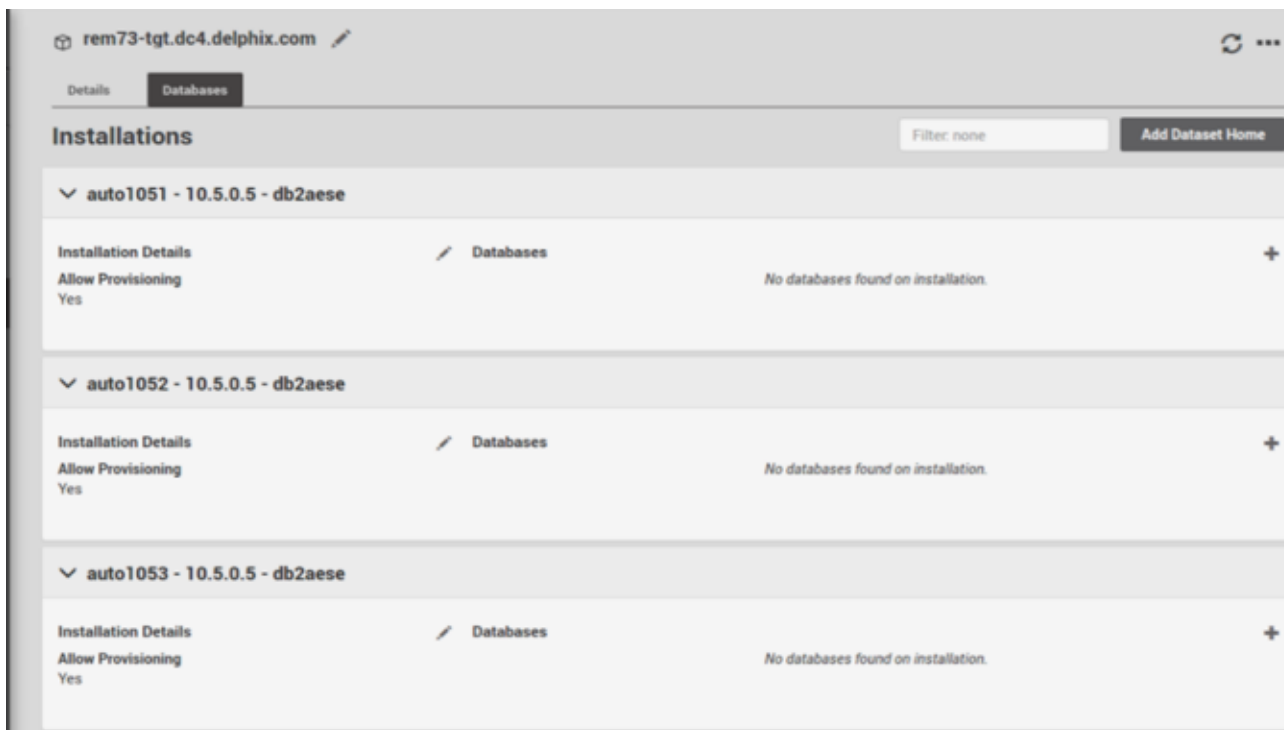 rem73-tgt.dc4.delphix.com
Details Databases
Installations Filter: none Add Dataset Home
auto1051 - 10.5.0.5 - db2aese
Installation Details Databases
Allow Provisioning No databases found on installation.
Yes
auto1052 - 10.5.0.5 - db2aese
Installation Details Databases
Allow Provisioning No databases found on installation.
Yes
auto1053 - 10.5.0.5 - db2aese
Installation Details Databases
Allow Provisioning No databases found on installation.
Yes